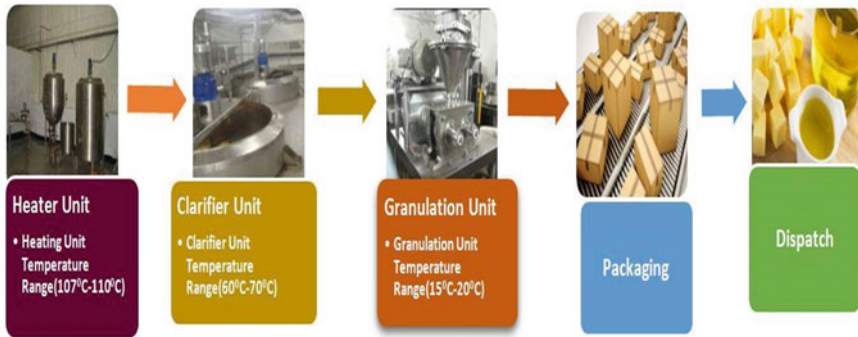 Heater Unit
• Heating Unit
Temperature
Range(107⁰C-110⁰C)
Clarifier Unit
• Clarifier Unit
Temperature
Range(60⁰C-70⁰C)
Granulation Unit
• Granulation Unit
Temperature
Range(15⁰C-20⁰C)
Packaging
Dispatch